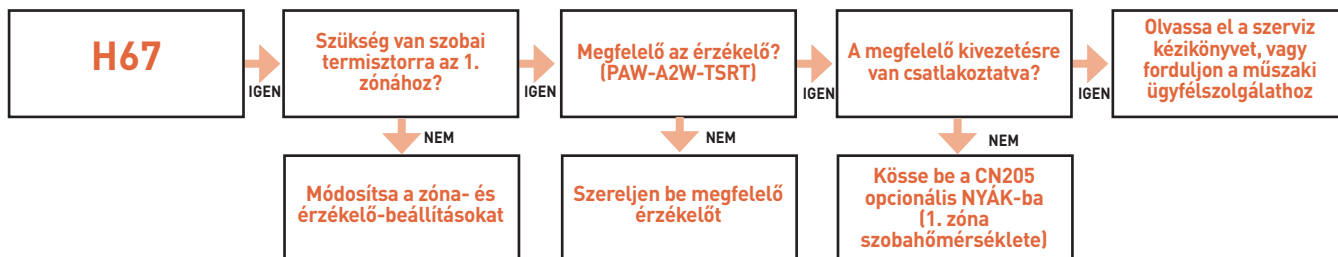 H67
IGEN
Szükség van szobai
termisztorra az 1.
zónához?
IGEN
Megfelelő az érzékelő?
(PAW-A2W-TSRT)
IGEN
A megfelelő kivezetésre
van csatlakoztatva?
IGEN
Olvassa el a szerviz
kézikönyvet, vagy
forduljon a műszaki
ügyfélszolgálathoz
NEM
NEM
NEM
Módosítsa a zóna- és
érzékelő-beállításokat
Szereljen be megfelelő
érzékelőt
Kösse be a CN205
opcionális NYÁK-ba
(1. zóna
szobahőmérséklete)